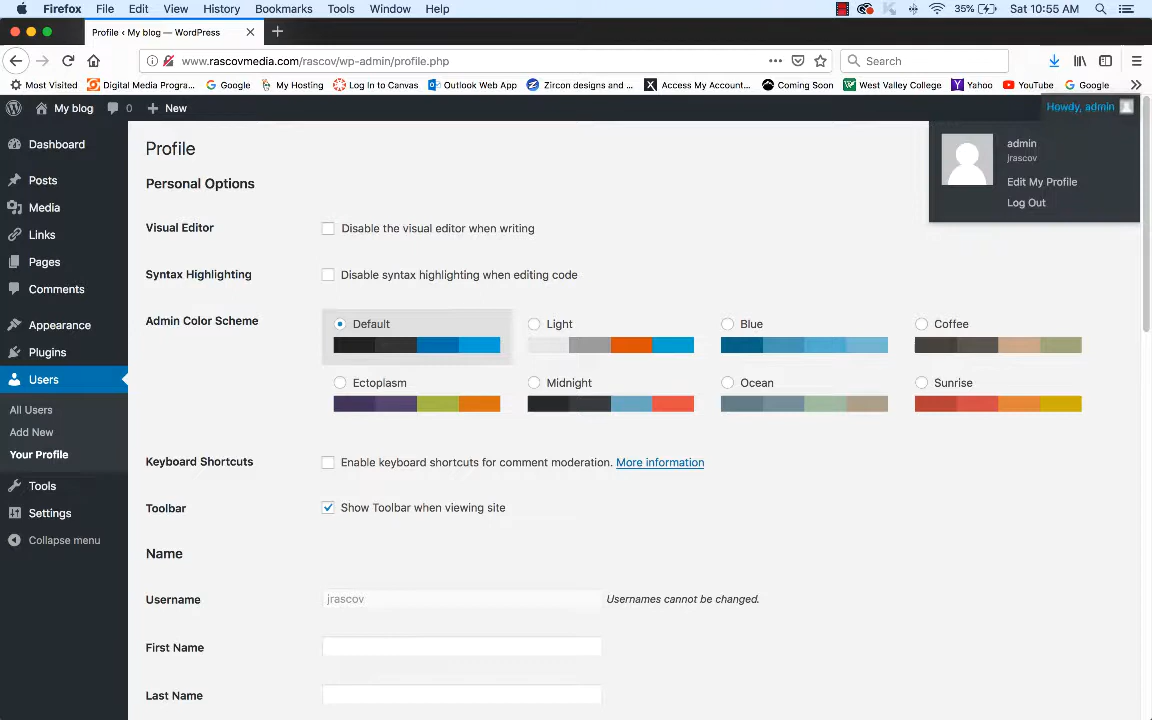 Firefox File Edit View History Bookmarks Tools Window Help 35% Sat 10:55 AM
Profile ‹ My blog — WordPress
www.rascovmedia.com/rascov/wp-admin/profile.php Search
Most Visited Digital Media Progra... Google My Hosting Log In to Canvas Outlook Web App Zircon designs and ... Access My Account... Coming Soon West Valley College Yahoo YouTube Google
My blog 0 New Howdy, admin
admin
jrascov
Edit My Profile
Log Out
Dashboard
Posts
Media
Links
Pages
Comments
Appearance
Plugins
Users
All Users
Add New
Your Profile
Tools
Settings
Collapse menu
Profile
Personal Options
Visual Editor Disable the visual editor when writing
Syntax Highlighting Disable syntax highlighting when editing code
Admin Color Scheme Default Light Blue Coffee
Ectoplasm Midnight Ocean Sunrise
Keyboard Shortcuts Enable keyboard shortcuts for comment moderation. More information
Toolbar Show Toolbar when viewing site
Name
Username jrascov Usernames cannot be changed.
First Name
Last Name